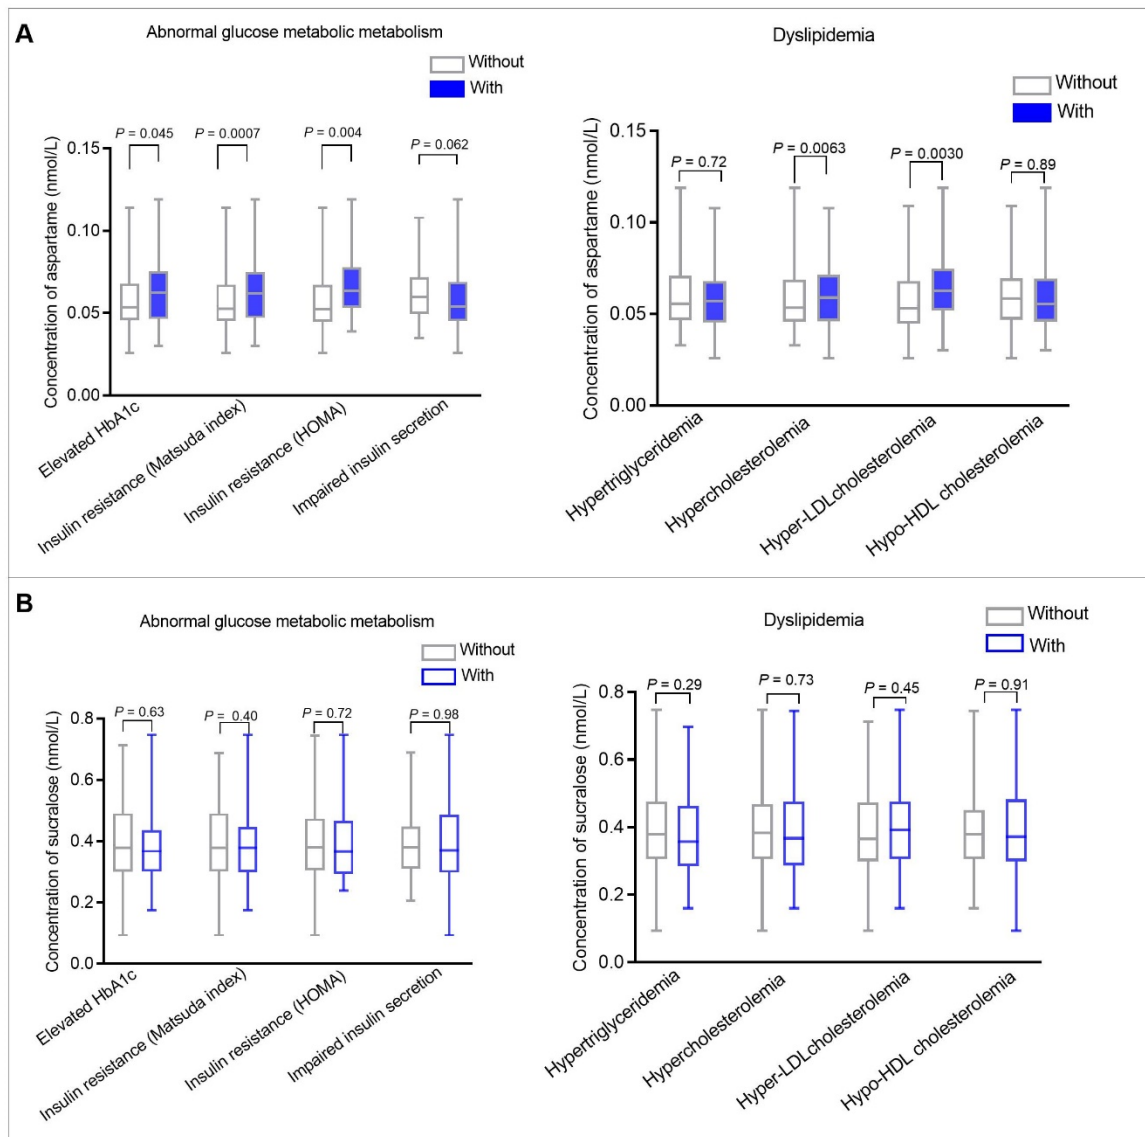 A
Abnormal glucose metabolic metabolism
Without
With
P = 0.045
P = 0.0007
P = 0.004
P = 0.062
Concentration of aspartame (nmol/L)
0.15
0.10
0.05
0.00
Elevated HbA1c
Insulin resistance (Matsuda index)
Insulin resistance (HOMA)
Impaired insulin secretion
Dyslipidemia
Without
With
P = 0.72
P = 0.0063
P = 0.0030
P = 0.89
Concentration of aspartame (nmol/L)
0.15
0.10
0.05
0.00
Hypertriglyceridemia
Hypercholesterolemia
Hyper-LDLcholesterolemia
Hypo-HDL cholesterolemia
B
Abnormal glucose metabolic metabolism
Without
With
P = 0.63
P = 0.40
P = 0.72
P = 0.98
Concentration of sucralose (nmol/L)
0.8
0.6
0.4
0.2
0.0
Elevated HbA1c
Insulin resistance (Matsuda index)
Insulin resistance (HOMA)
Impaired insulin secretion
Dyslipidemia
Without
With
P = 0.29
P = 0.73
P = 0.45
P = 0.91
Concentration of sucralose (nmol/L)
0.8
0.6
0.4
0.2
0.0
Hypertriglyceridemia
Hypercholesterolemia
Hyper-LDLcholesterolemia
Hypo-HDL cholesterolemia